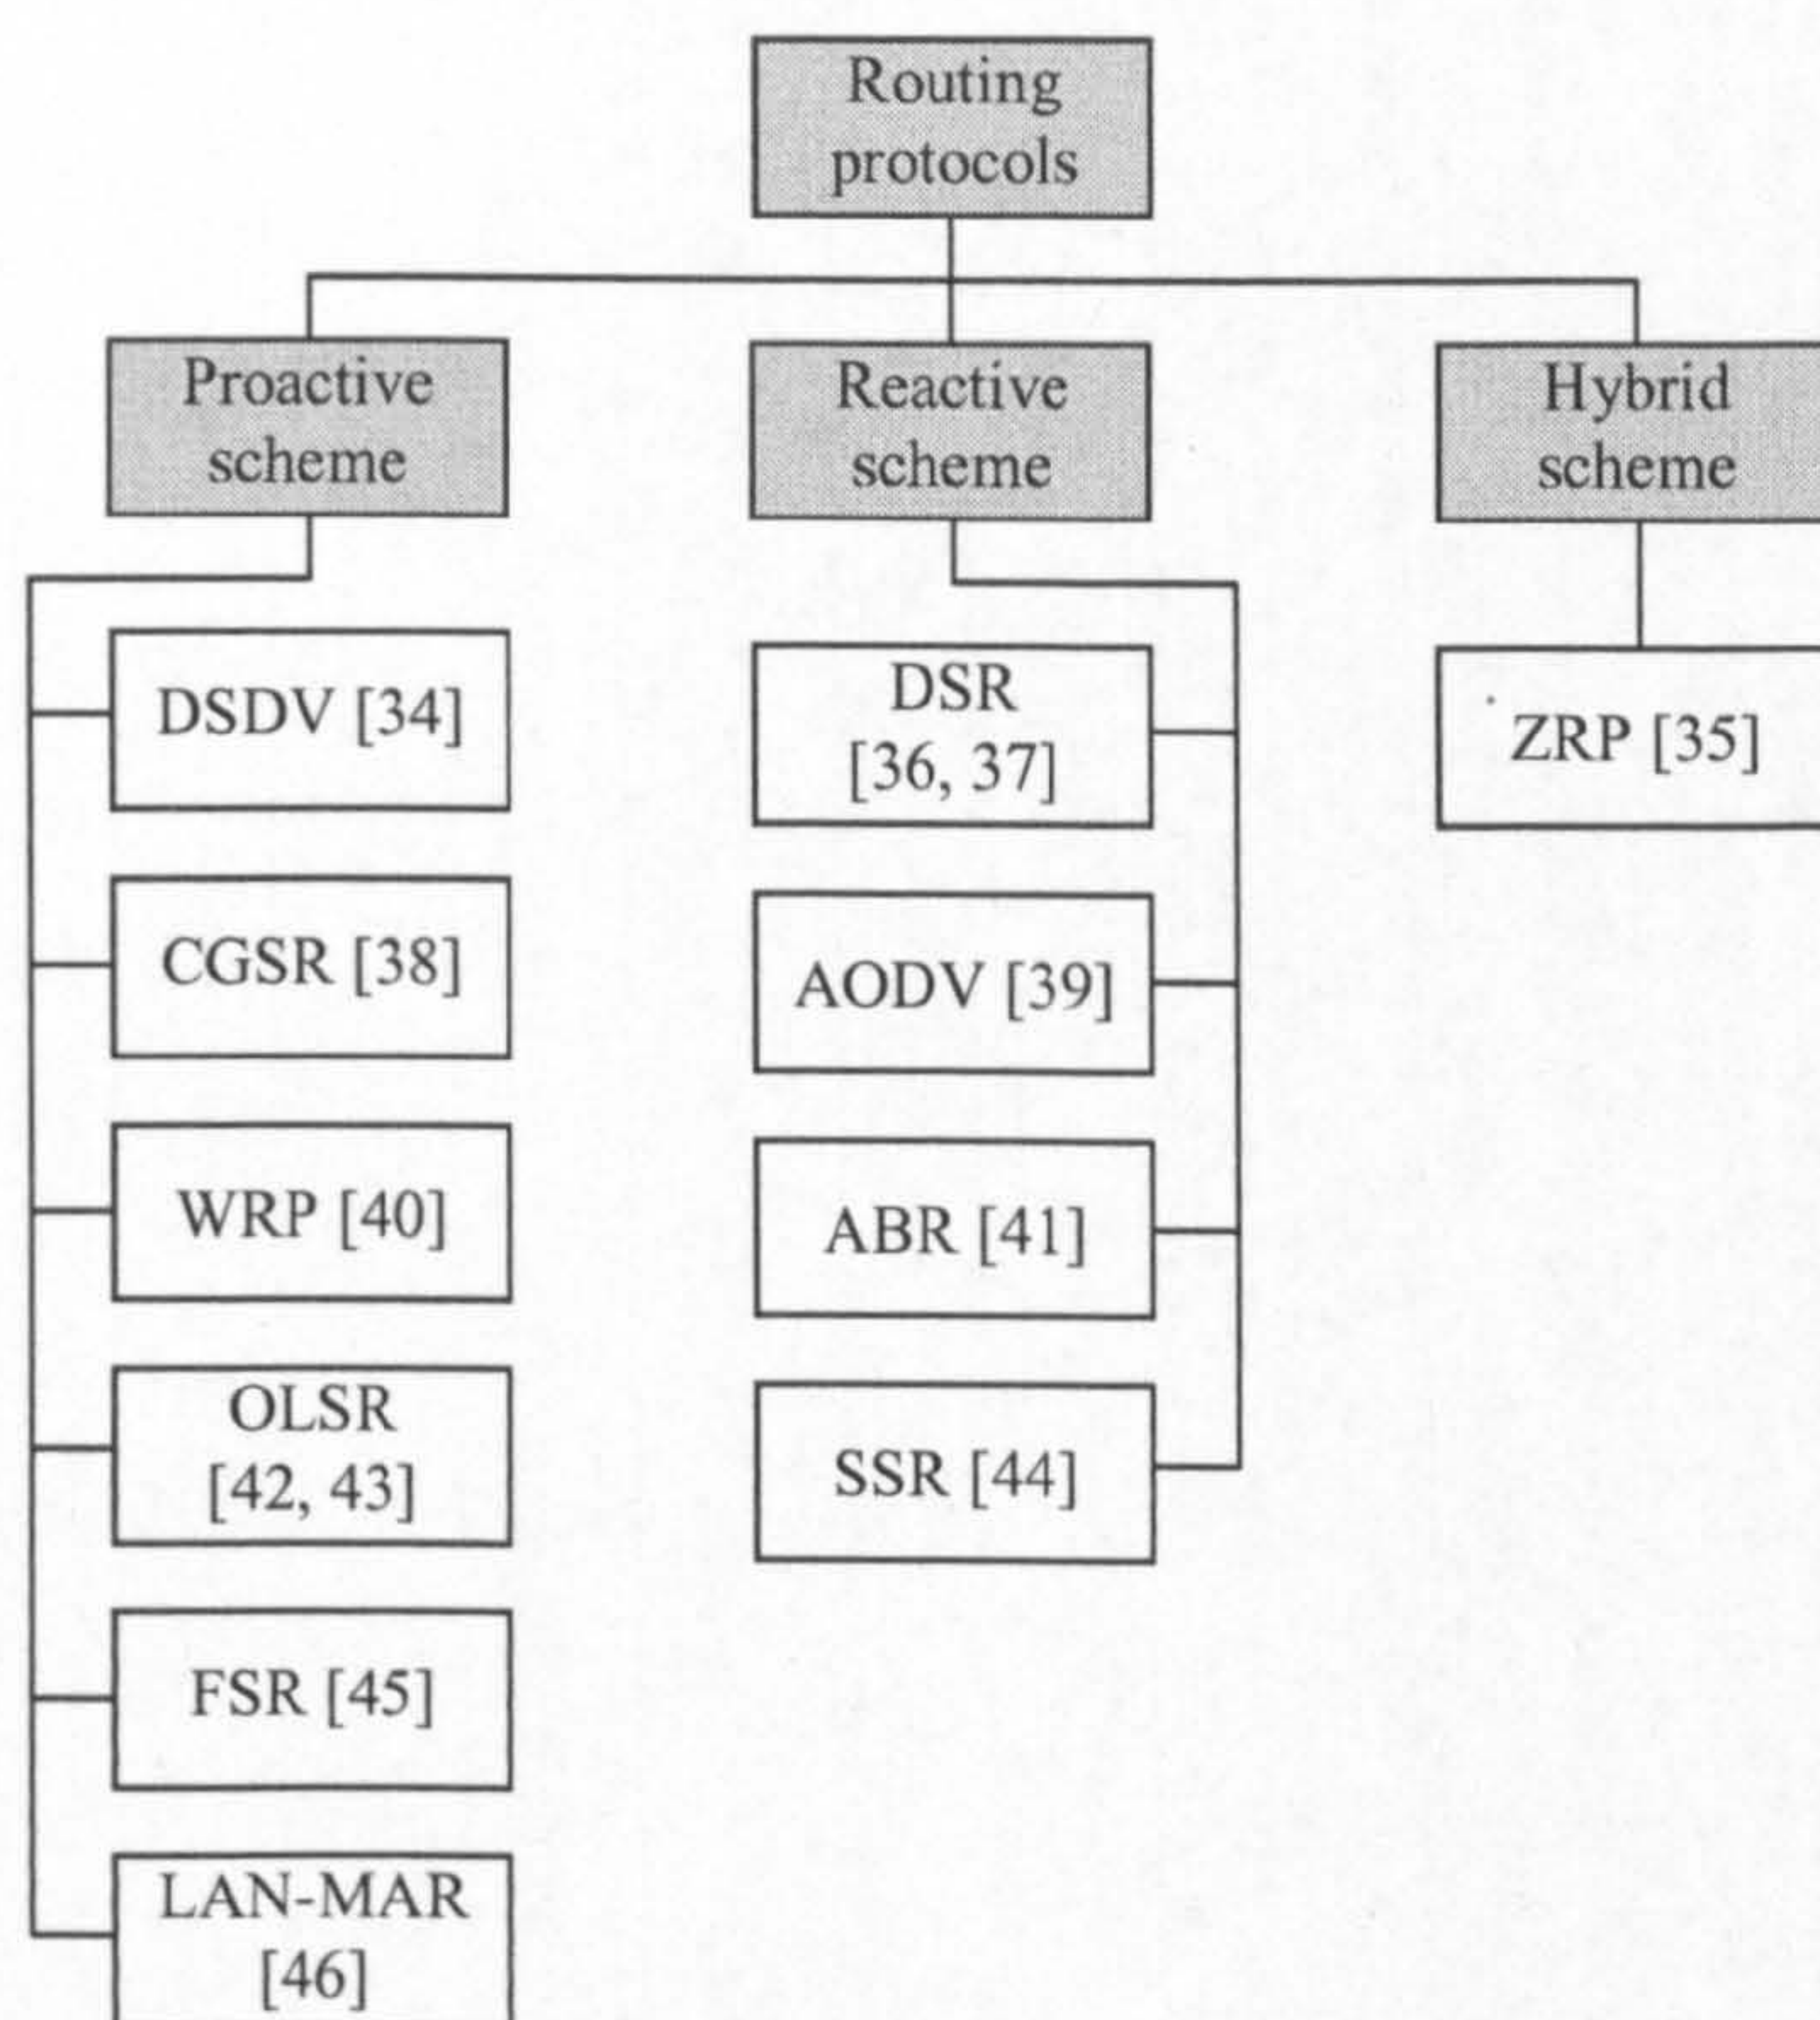 Routing
protocols
Proactive
scheme
Reactive
scheme
Hybrid
scheme
DSDV [34]
CGSR [38]
WRP [40]
OLSR
[42, 43]
FSR [45]
LAN-MAR
[46]
DSR
[36, 37]
AODV [39]
ABR [41]
SSR [44]
ZRP [35]